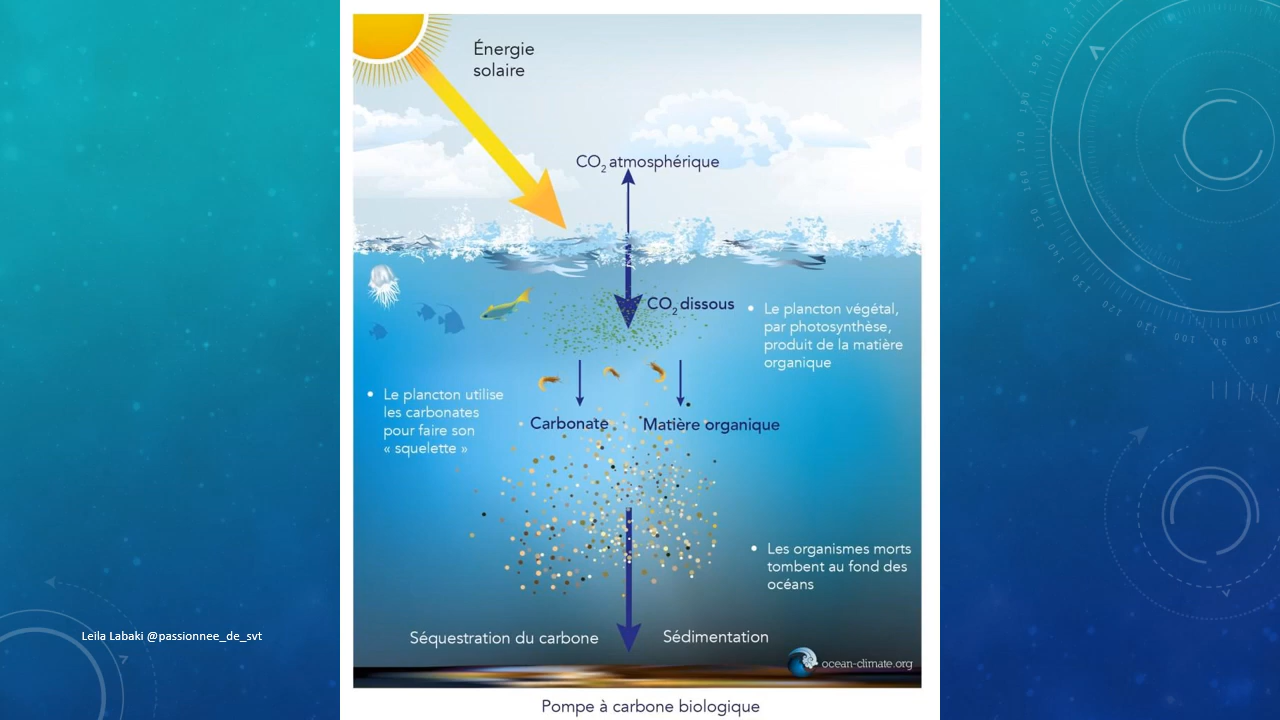 Énergie
solaire
CO2 atmosphérique
CO2 dissous
• Le plancton végétal,
par photosynthèse,
produit de la matière
organique
• Le plancton utilise
les carbonates
pour faire son
« squelette »
Carbonate
Matière organique
• Les organismes morts
tombent au fond des
océans
Séquestration du carbone
Sédimentation
ocean-climate.org
Pompe à carbone biologique
Leila Labaki @passionnee_de_svt